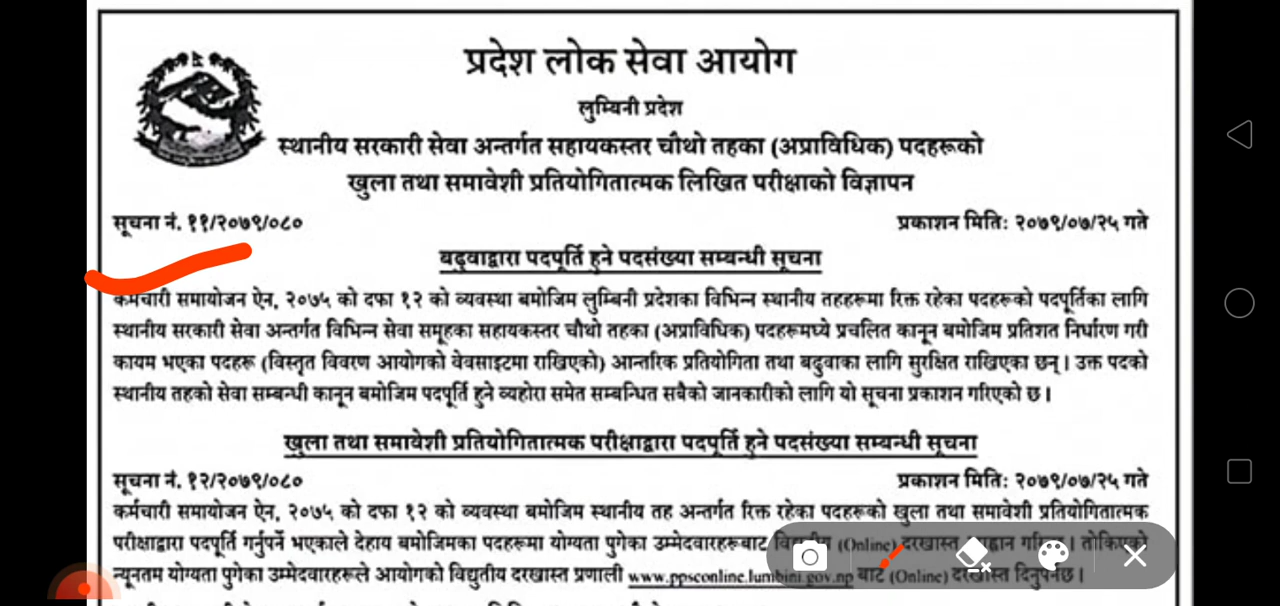 प्रदेश लोक सेवा आयोग
लुम्बिनी प्रदेश
स्थानीय सरकारी सेवा अन्तर्गत सहायकस्तर चौथो तहका (अप्राविधिक) पदहरूको
खुला तथा समावेशी प्रतियोगितात्मक लिखित परीक्षाको विज्ञापन
सूचना नं. ११/२०७९/०८० प्रकाशन मितिः २०७९/०७/२५ गते
बढुवाद्वारा पदपूर्ति हुने पदसंख्या सम्बन्धी सूचना
कर्मचारी समायोजन ऐन, २०७५ को दफा १२ को व्यवस्था बमोजिम लुम्बिनी प्रदेशका विभिन्न स्थानीय तहहरूमा रिक्त रहेका पदहरूको पदपूर्तिका लागि
स्थानीय सरकारी सेवा अन्तर्गत विभिन्न सेवा समूहका सहायकस्तर चौथो तहका (अप्राविधिक) पदहरूमध्ये प्रचलित कानून बमोजिम प्रतिशत निर्धारण गरी
कायम भएका पदहरू (विस्तृत विवरण आयोगको वेवसाइटमा राखिएको) आन्तरिक प्रतियोगिता तथा बढुवाका लागि सुरक्षित राखिएका छन् । उक्त पदको
स्थानीय तहको सेवा सम्बन्धी कानून बमोजिम पदपूर्ति हुने व्यहोरा समेत सम्बन्धित सबैको जानकारीको लागि यो सूचना प्रकाशन गरिएको छ ।
खुला तथा समावेशी प्रतियोगितात्मक परीक्षाद्वारा पदपूर्ति हुने पदसंख्या सम्बन्धी सूचना
सूचना नं. १२/२०७९/०८० प्रकाशन मितिः २०७९/०७/२५ गते
कर्मचारी समायोजन ऐन, २०७५ को दफा १२ को व्यवस्था बमोजिम स्थानीय तह अन्तर्गत रिक्त रहेका पदहरूको खुला तथा समावेशी प्रतियोगितात्मक
परीक्षाद्वारा पदपूर्ति गर्नुपर्ने भएकाले देहाय बमोजिमका पदहरूमा योग्यता पुगेका उम्मेदवारहरूबाट (Online) दरखास्त तोकिएको
न्यूनतम योग्यता पुगेका उम्मेदवारहरूले आयोगको विद्युतीय दरखास्त प्रणाली www.ppsconline.lumbini.gov.np बाट (Online) दरखास्त दिनुपर्नेछ ।